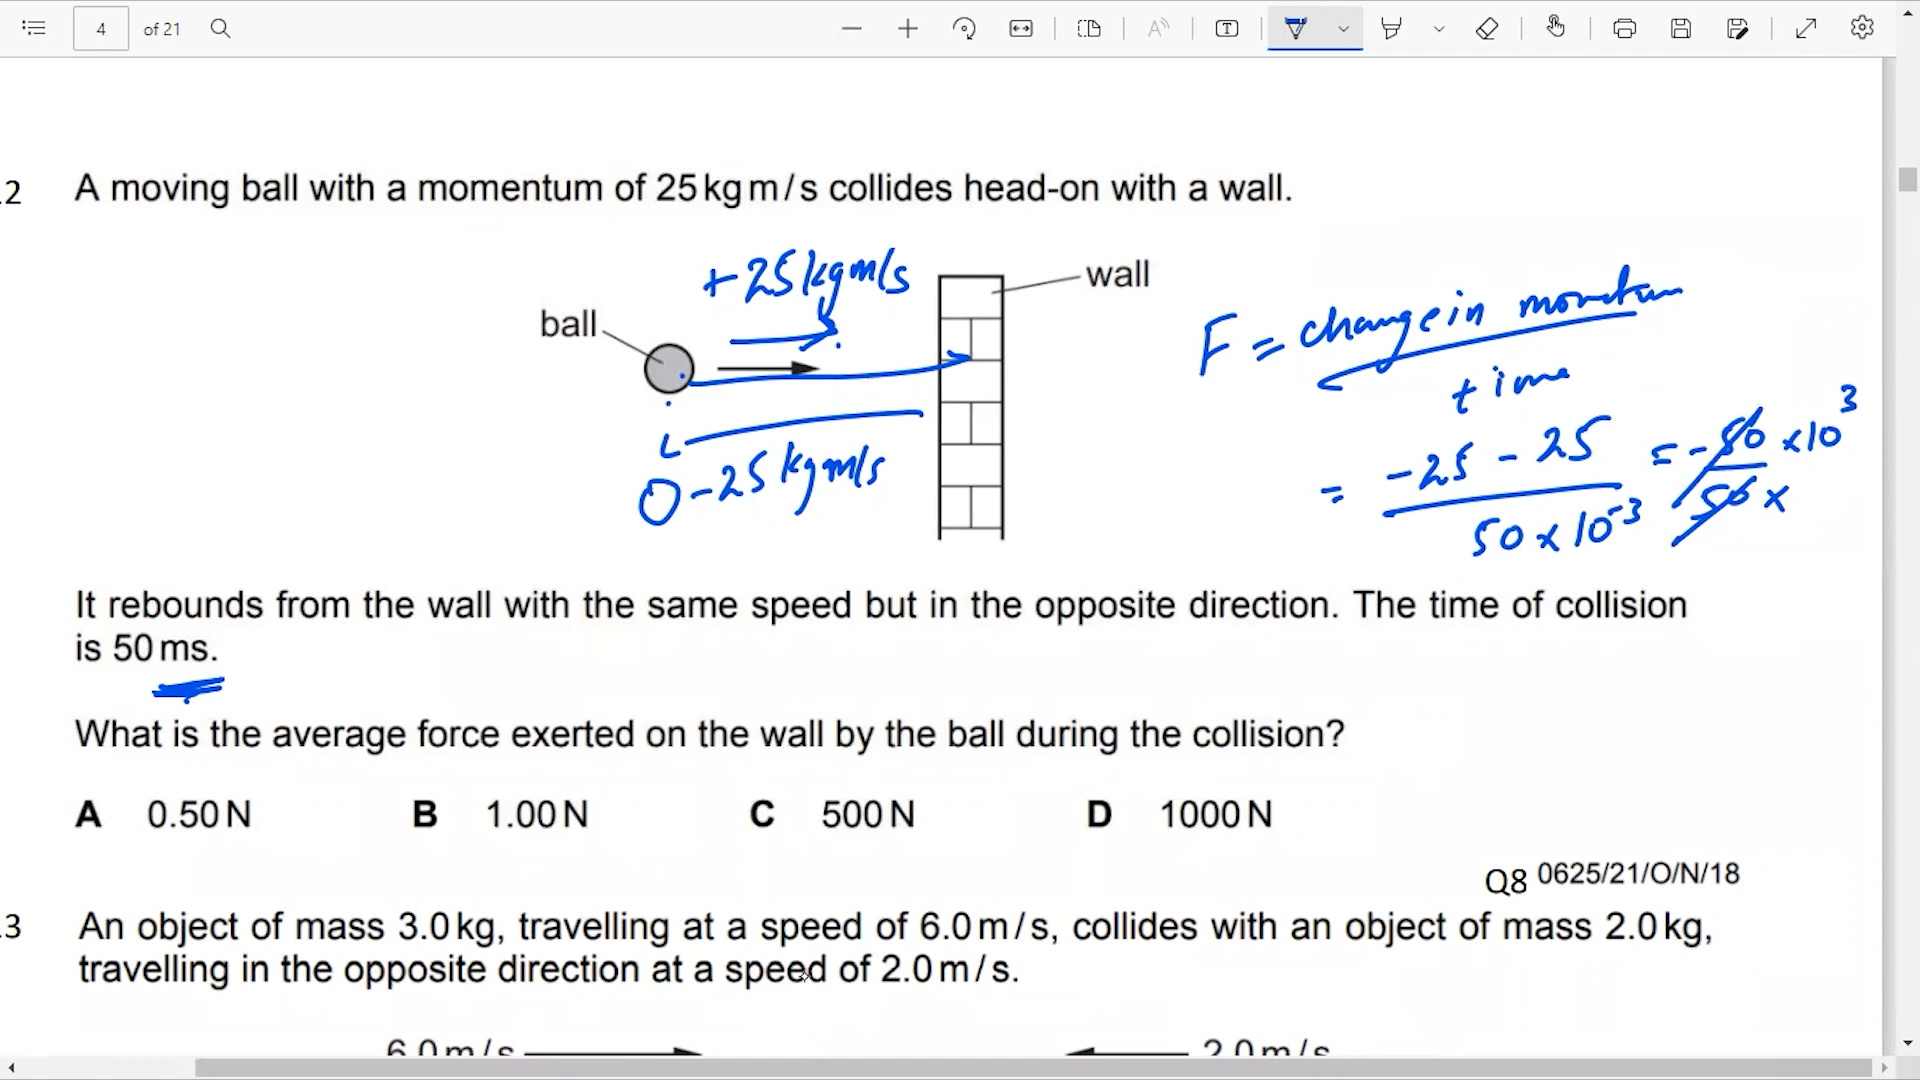 4 of 21
.2 A moving ball with a momentum of 25 kg m / s collides head-on with a wall.
+25 kgm/s
wall
ball
F = change in momentum
time
= -25 - 25 = -50 x 10³
50 x 10⁻³ 50 x
-25 kgm/s
It rebounds from the wall with the same speed but in the opposite direction. The time of collision
is 50 ms.
What is the average force exerted on the wall by the ball during the collision?
A 0.50 N B 1.00 N C 500 N D 1000 N
Q8 0625/21/O/N/18
.3 An object of mass 3.0 kg, travelling at a speed of 6.0 m / s, collides with an object of mass 2.0 kg,
travelling in the opposite direction at a speed of 2.0 m / s.
6.0 m / s 2.0 m / s